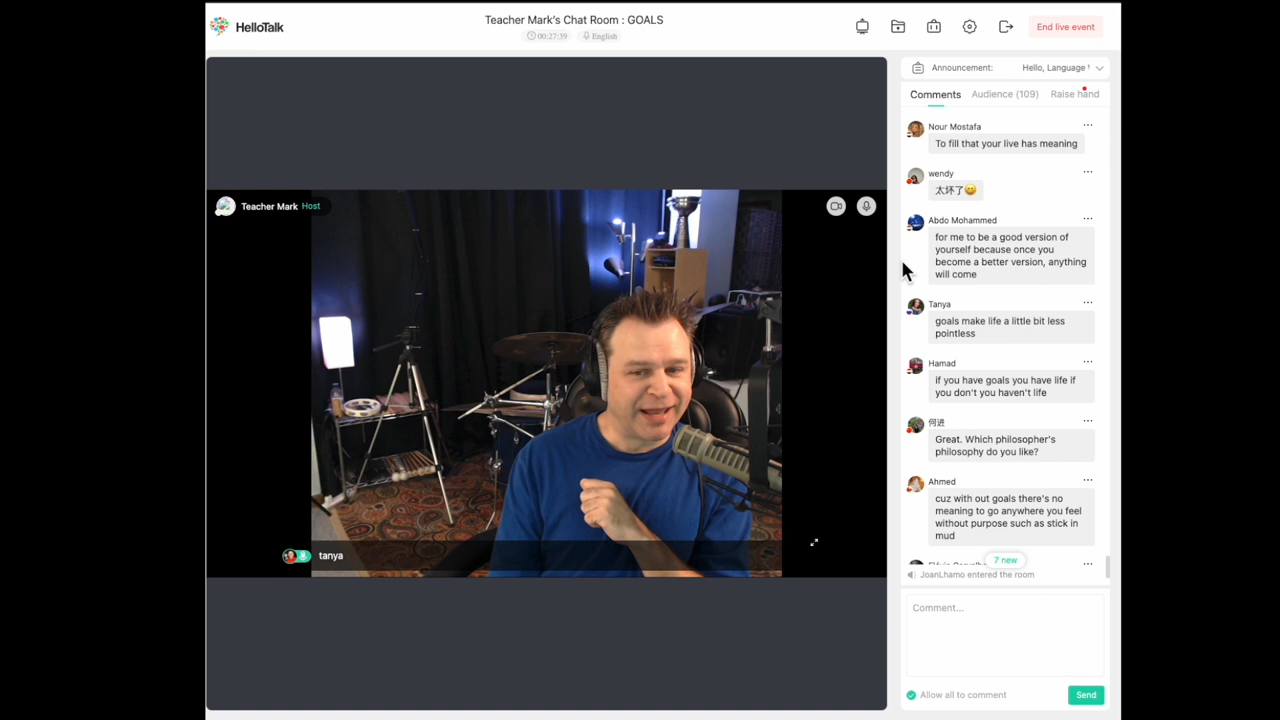 HelloTalk
Teacher Mark's Chat Room : GOALS
00:27:39
English
End live event
Announcement:
Hello, Language
Comments
Audience (109)
Raise hand
Nour Mostafa
To fill that your live has meaning
wendy
太坏了😄
Abdo Mohammed
for me to be a good version of
yourself because once you
become a better version, anything
will come
Tanya
goals make life a little bit less
pointless
Hamad
if you have goals you have life if
you don't you haven't life
何进
Great. Which philosopher's
philosophy do you like?
Ahmed
cuz with out goals there's no
meaning to go anywhere you feel
without purpose such as stick in
mud
7 new
JoanLhamo entered the room
Comment...
Allow all to comment
Send
Teacher Mark Host
tanya